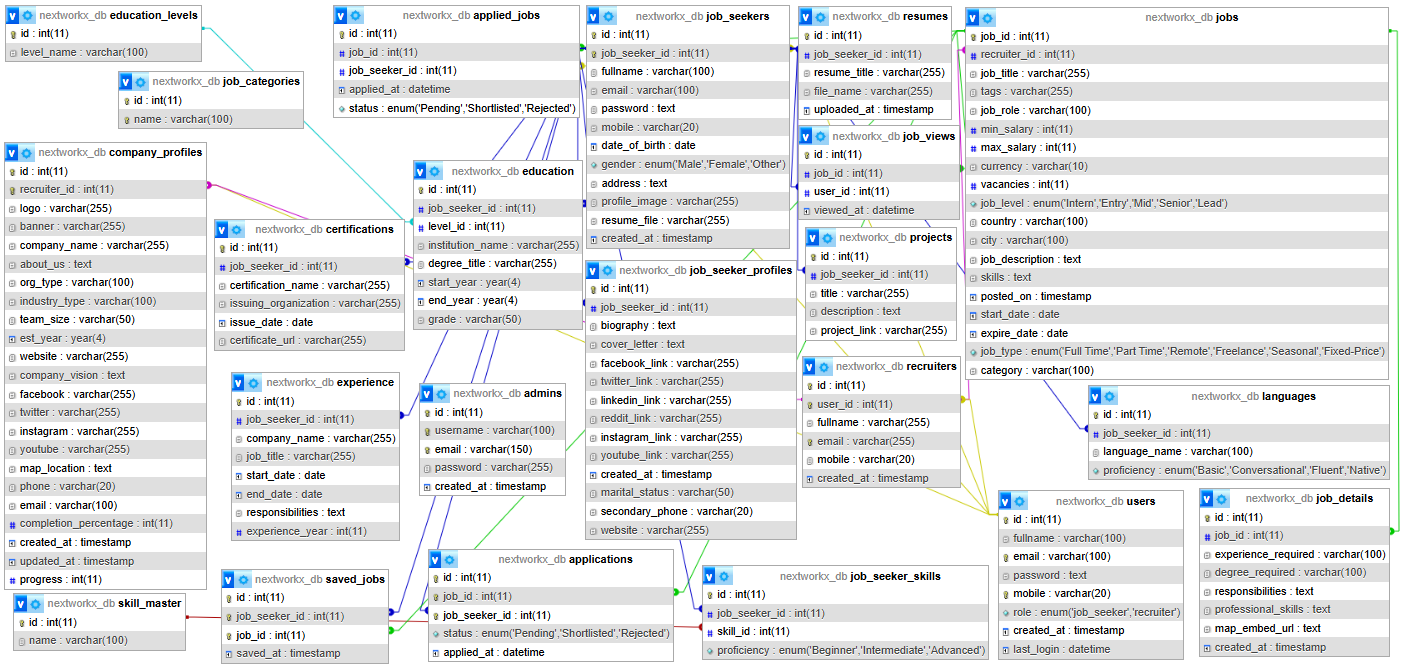 nextworkx_db education_levels
id : int(11)
level_name : varchar(100)
nextworkx_db job_categories
id : int(11)
name : varchar(100)
nextworkx_db company_profiles
id : int(11)
recruiter_id : int(11)
logo : varchar(255)
banner : varchar(255)
company_name : varchar(255)
about_us : text
org_type : varchar(100)
industry_type : varchar(100)
team_size : varchar(50)
est_year : year(4)
website : varchar(255)
company_vision : text
facebook : varchar(255)
twitter : varchar(255)
instagram : varchar(255)
youtube : varchar(255)
map_location : text
phone : varchar(20)
email : varchar(100)
completion_percentage : int(11)
created_at : timestamp
updated_at : timestamp
progress : int(11)
nextworkx_db skill_master
id : int(11)
name : varchar(100)
nextworkx_db certifications
id : int(11)
job_seeker_id : int(11)
certification_name : varchar(255)
issuing_organization : varchar(255)
issue_date : date
certificate_url : varchar(255)
nextworkx_db experience
id : int(11)
job_seeker_id : int(11)
company_name : varchar(255)
job_title : varchar(255)
start_date : date
end_date : date
responsibilities : text
experience_year : int(11)
nextworkx_db saved_jobs
id : int(11)
job_seeker_id : int(11)
job_id : int(11)
saved_at : timestamp
nextworkx_db applied_jobs
id : int(11)
job_id : int(11)
job_seeker_id : int(11)
applied_at : datetime
status : enum('Pending','Shortlisted','Rejected')
nextworkx_db education
id : int(11)
job_seeker_id : int(11)
level_id : int(11)
institution_name : varchar(255)
degree_title : varchar(255)
start_year : year(4)
end_year : year(4)
grade : varchar(50)
nextworkx_db admins
id : int(11)
username : varchar(100)
email : varchar(150)
password : varchar(255)
created_at : timestamp
nextworkx_db applications
id : int(11)
job_id : int(11)
job_seeker_id : int(11)
status : enum('Pending','Shortlisted','Rejected')
applied_at : datetime
nextworkx_db job_seekers
id : int(11)
job_seeker_id : int(11)
fullname : varchar(100)
email : varchar(100)
password : text
mobile : varchar(20)
date_of_birth : date
gender : enum('Male','Female','Other')
address : text
profile_image : varchar(255)
resume_file : varchar(255)
created_at : timestamp
nextworkx_db job_seeker_profiles
id : int(11)
job_seeker_id : int(11)
biography : text
cover_letter : text
facebook_link : varchar(255)
twitter_link : varchar(255)
linkedin_link : varchar(255)
reddit_link : varchar(255)
instagram_link : varchar(255)
youtube_link : varchar(255)
created_at : timestamp
marital_status : varchar(50)
secondary_phone : varchar(20)
website : varchar(255)
nextworkx_db job_seeker_skills
id : int(11)
job_seeker_id : int(11)
skill_id : int(11)
proficiency : enum('Beginner','Intermediate','Advanced')
nextworkx_db resumes
id : int(11)
job_seeker_id : int(11)
resume_title : varchar(255)
file_name : varchar(255)
uploaded_at : timestamp
nextworkx_db job_views
id : int(11)
job_id : int(11)
user_id : int(11)
viewed_at : datetime
nextworkx_db projects
id : int(11)
job_seeker_id : int(11)
title : varchar(255)
description : text
project_link : varchar(255)
nextworkx_db recruiters
id : int(11)
user_id : int(11)
fullname : varchar(255)
email : varchar(255)
mobile : varchar(20)
created_at : timestamp
nextworkx_db jobs
job_id : int(11)
recruiter_id : int(11)
job_title : varchar(255)
tags : varchar(255)
job_role : varchar(100)
min_salary : int(11)
max_salary : int(11)
currency : varchar(10)
vacancies : int(11)
job_level : enum('Intern','Entry','Mid','Senior','Lead')
country : varchar(100)
city : varchar(100)
job_description : text
skills : text
posted_on : timestamp
start_date : date
expire_date : date
job_type : enum('Full Time','Part Time','Remote','Freelance','Seasonal','Fixed-Price')
category : varchar(100)
nextworkx_db languages
id : int(11)
job_seeker_id : int(11)
language_name : varchar(100)
proficiency : enum('Basic','Conversational','Fluent','Native')
nextworkx_db users
id : int(11)
fullname : varchar(100)
email : varchar(100)
password : text
mobile : varchar(20)
role : enum('job_seeker','recruiter')
created_at : timestamp
last_login : datetime
nextworkx_db job_details
id : int(11)
job_id : int(11)
experience_required : varchar(100)
degree_required : varchar(100)
responsibilities : text
professional_skills : text
map_embed_url : text
created_at : timestamp